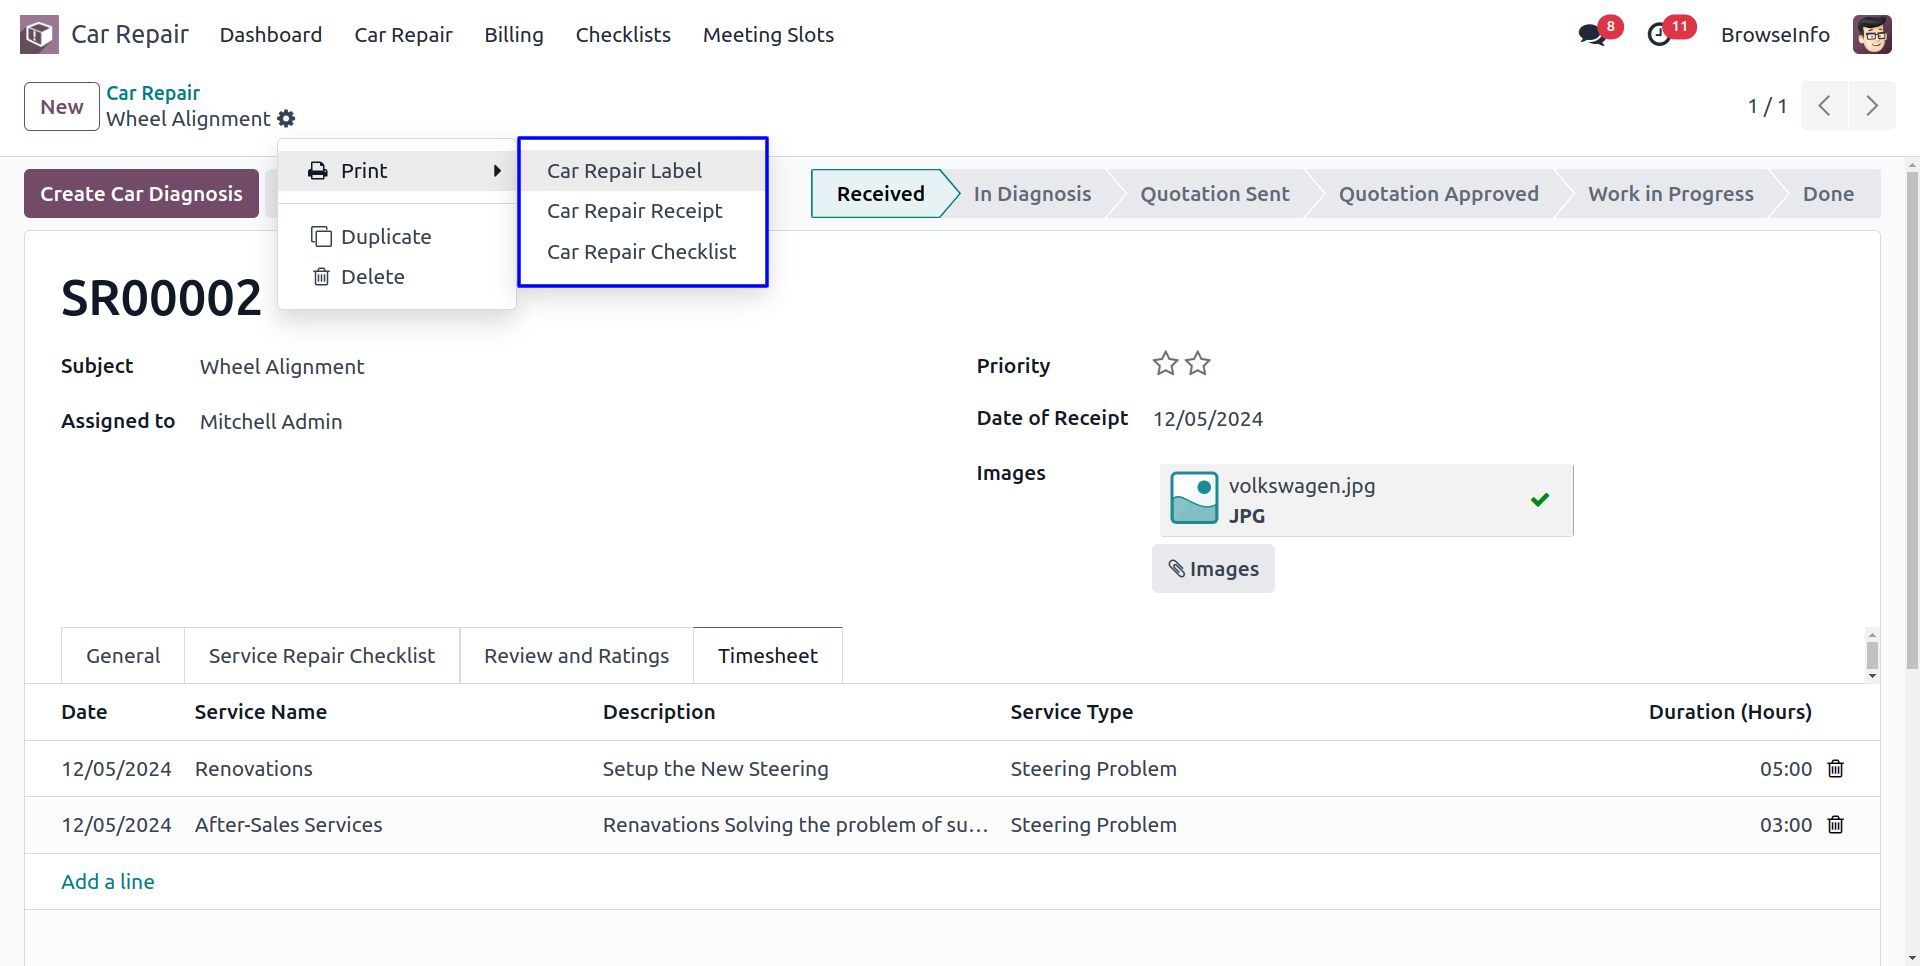 Car Repair Dashboard Car Repair Billing Checklists Meeting Slots 8 11 BrowseInfo
New
Car Repair
Wheel Alignment
1 / 1
Print
Duplicate
Delete
Car Repair Label
Car Repair Receipt
Car Repair Checklist
Create Car Diagnosis
Received In Diagnosis Quotation Sent Quotation Approved Work in Progress Done
SR00002
Subject Wheel Alignment
Assigned to Mitchell Admin
Priority
Date of Receipt 12/05/2024
Images
volkswagen.jpg
JPG
Images
General Service Repair Checklist Review and Ratings Timesheet
Date Service Name Description Service Type Duration (Hours)
12/05/2024 Renovations Setup the New Steering Steering Problem 05:00
12/05/2024 After-Sales Services Renavations Solving the problem of su... Steering Problem 03:00
Add a line